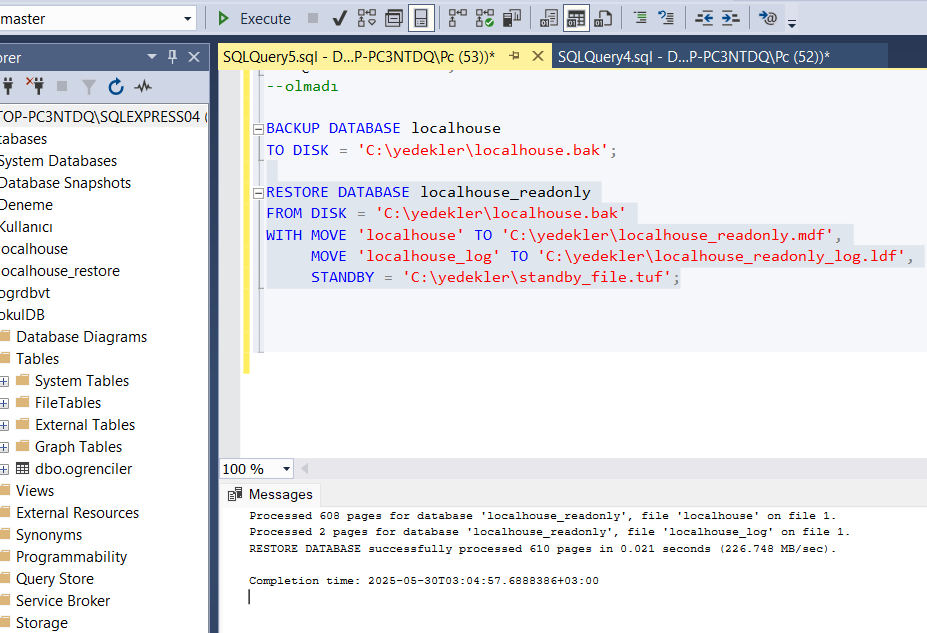 master
Execute
rer
SQLQuery5.sql - D...P-PC3NTDQ\Pc (53))*
SQLQuery4.sql - D...P-PC3NTDQ\Pc (52))*
TOP-PC3NTDQ\SQLEXPRESS04 (
tabases
System Databases
Database Snapshots
Deneme
Kullanıcı
localhouse
localhouse_restore
ogrdbvt
okulDB
Database Diagrams
Tables
System Tables
FileTables
External Tables
Graph Tables
dbo.ogrenciler
Views
External Resources
Synonyms
Programmability
Query Store
Service Broker
Storage
--olmadı
BACKUP DATABASE localhouse
TO DISK = 'C:\yedekler\localhouse.bak';
RESTORE DATABASE localhouse_readonly
FROM DISK = 'C:\yedekler\localhouse.bak'
WITH MOVE 'localhouse' TO 'C:\yedekler\localhouse_readonly.mdf',
MOVE 'localhouse_log' TO 'C:\yedekler\localhouse_readonly_log.ldf',
STANDBY = 'C:\yedekler\standby_file.tuf';
100 %
Messages
Processed 608 pages for database 'localhouse_readonly', file 'localhouse' on file 1.
Processed 2 pages for database 'localhouse_readonly', file 'localhouse_log' on file 1.
RESTORE DATABASE successfully processed 610 pages in 0.021 seconds (226.748 MB/sec).
Completion time: 2025-05-30T03:04:57.6888386+03:00